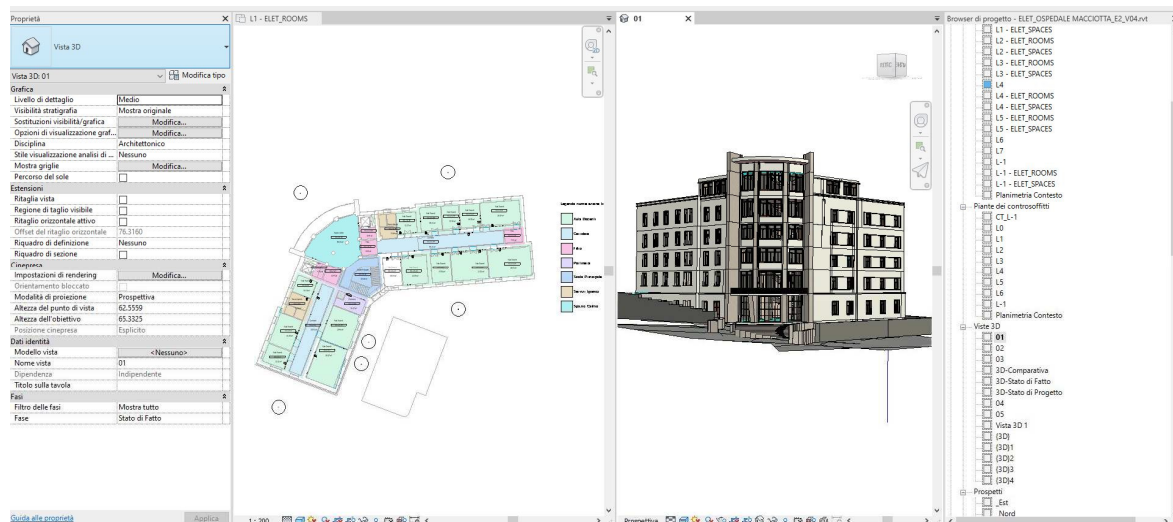 Proprietà
Vista 3D
Vista 3D: 01
Modifica tipo
Grafica
Livello di dettaglio Medio
Visibilità stratigrafia Mostra originale
Sostituzioni visibilità/grafica Modifica...
Opzioni di visualizzazione graf... Modifica...
Disciplina Architettonico
Stile visualizzazione analisi di ... Nessuno
Mostra griglie Modifica...
Percorso del sole
Estensioni
Ritaglia vista
Regione di taglio visibile
Ritaglio orizzontale attivo
Offset del ritaglio orizzontale 76.3160
Riquadro di definizione Nessuno
Riquadro di sezione
Cinepresa
Impostazioni di rendering Modifica...
Orientamento bloccato
Modalità di proiezione Prospettiva
Altezza del punto di vista 62.5559
Altezza dell'obiettivo 65.3325
Posizione cinepresa Esplicito
Dati identità
Modello vista <Nessuno>
Nome vista 01
Dipendenza Indipendente
Titolo sulla tavola
Fasi
Filtro delle fasi Mostra tutto
Fase Stato di Fatto
Guida alle proprietà Applica
L1 - ELET_ROOMS
1 : 200
01
Prospettiva
Browser di progetto - ELET_OSPEDALE MACCIOTTA_E2_V04.rvt
L1 - ELET_SPACES
L2 - ELET_ROOMS
L2 - ELET_SPACES
L3 - ELET_ROOMS
L3 - ELET_SPACES
L4
L4 - ELET_ROOMS
L4 - ELET_SPACES
L5 - ELET_ROOMS
L5 - ELET_SPACES
L6
L7
L-1
L-1 - ELET_ROOMS
L-1 - ELET_SPACES
Planimetria Contesto
Piante dei controsoffitti
CT_L-1
L0
L1
L2
L3
L4
L5
L6
L-1
Planimetria Contesto
Viste 3D
01
02
03
3D-Comparativa
3D-Stato di Fatto
3D-Stato di Progetto
04
05
Vista 3D 1
{3D}
{3D}1
{3D}2
{3D}3
{3D}4
Prospetti
_Est
_Nord